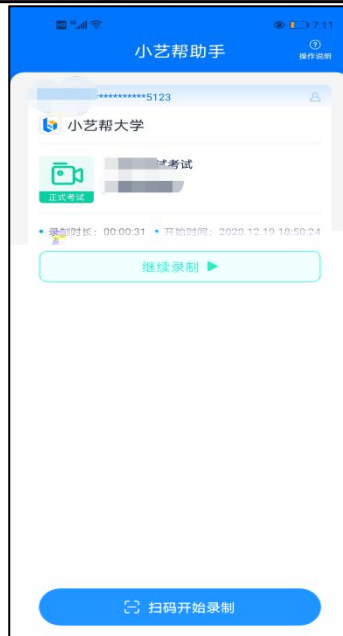 7:11
小艺帮助手
操作说明
**********5123
小艺帮大学
试考试
正式考试
录制时长：00:00:31 • 开始时间：2020.12.19 18:50:24
继续录制
扫码开始录制